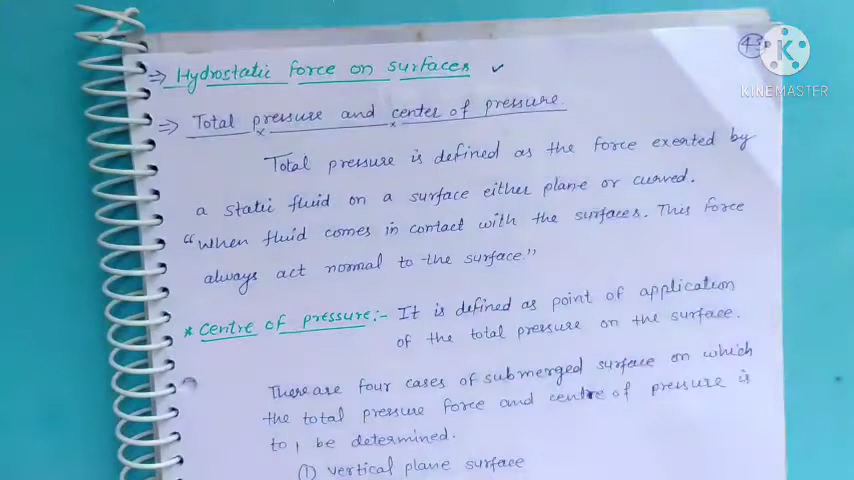 43
KINEMASTER
⇒ Hydrostatic force on surfaces ✓
⇒ Total pressure and center of pressure.
Total pressure is defined as the force exerted by
a static fluid on a surface either plane or curved.
"When fluid comes in contact with the surfaces. This force
always act normal to the surface"
* Centre of pressure:- It is defined as point of application
of the total pressure on the surface.
There are four cases of submerged surface on which
the total pressure force and centre of pressure is
to, be determined.
① vertical plane surface